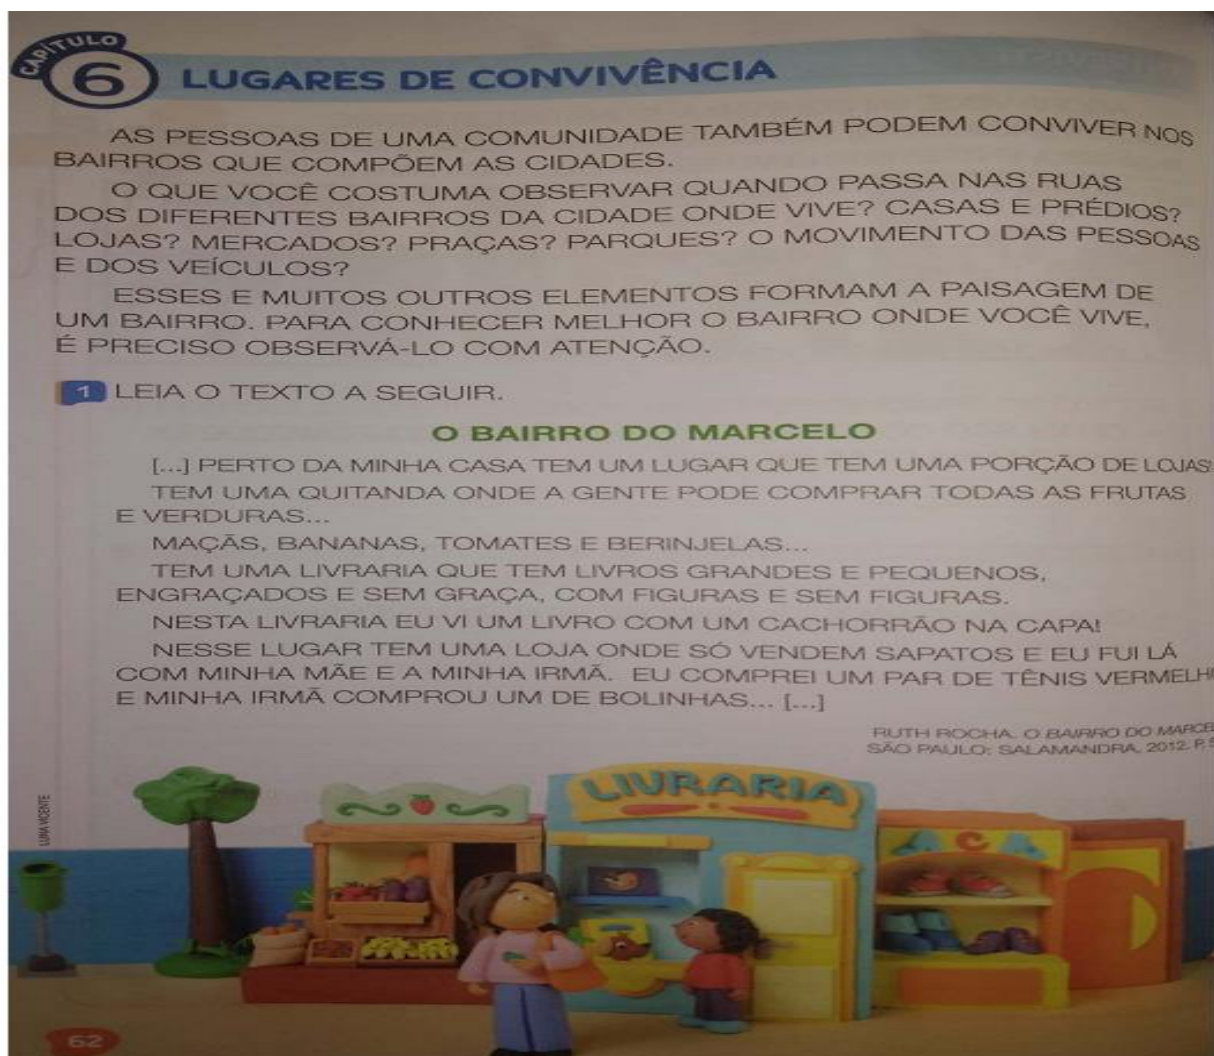 CAPÍTULO
6 LUGARES DE CONVIVÊNCIA
AS PESSOAS DE UMA COMUNIDADE TAMBÉM PODEM CONVIVER NOS
BAIRROS QUE COMPÕEM AS CIDADES.
O QUE VOCÊ COSTUMA OBSERVAR QUANDO PASSA NAS RUAS
DOS DIFERENTES BAIRROS DA CIDADE ONDE VIVE? CASAS E PRÉDIOS?
LOJAS? MERCADOS? PRAÇAS? PARQUES? O MOVIMENTO DAS PESSOAS
E DOS VEÍCULOS?
ESSES E MUITOS OUTROS ELEMENTOS FORMAM A PAISAGEM DE
UM BAIRRO. PARA CONHECER MELHOR O BAIRRO ONDE VOCÊ VIVE,
É PRECISO OBSERVÁ-LO COM ATENÇÃO.
1 LEIA O TEXTO A SEGUIR.
O BAIRRO DO MARCELO
[...] PERTO DA MINHA CASA TEM UM LUGAR QUE TEM UMA PORÇÃO DE LOJAS
TEM UMA QUITANDA ONDE A GENTE PODE COMPRAR TODAS AS FRUTAS
E VERDURAS...
MAÇÃS, BANANAS, TOMATES E BERINJELAS...
TEM UMA LIVRARIA QUE TEM LIVROS GRANDES E PEQUENOS,
ENGRAÇADOS E SEM GRAÇA, COM FIGURAS E SEM FIGURAS.
NESTA LIVRARIA EU VI UM LIVRO COM UM CACHORRÃO NA CAPA!
NESSE LUGAR TEM UMA LOJA ONDE SÓ VENDEM SAPATOS E EU FUI LÁ
COM MINHA MÃE E A MINHA IRMÃ. EU COMPREI UM PAR DE TÊNIS
E MINHA IRMÃ COMPROU UM DE BOLINHAS... [...]
RUTH ROCHA. O BAIRRO DO
SÃO PAULO: SALAMANDRA, 2012. P.
LUNA VICENTE
LIVRARIA
62